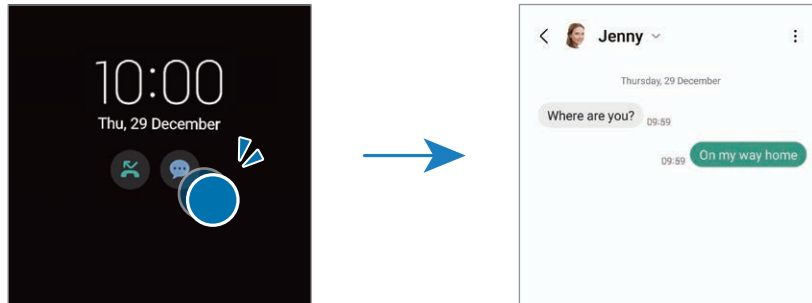 10:00
Thu, 29 December
Jenny
Thursday, 29 December
Where are you?
09:59
09:59
On my way home